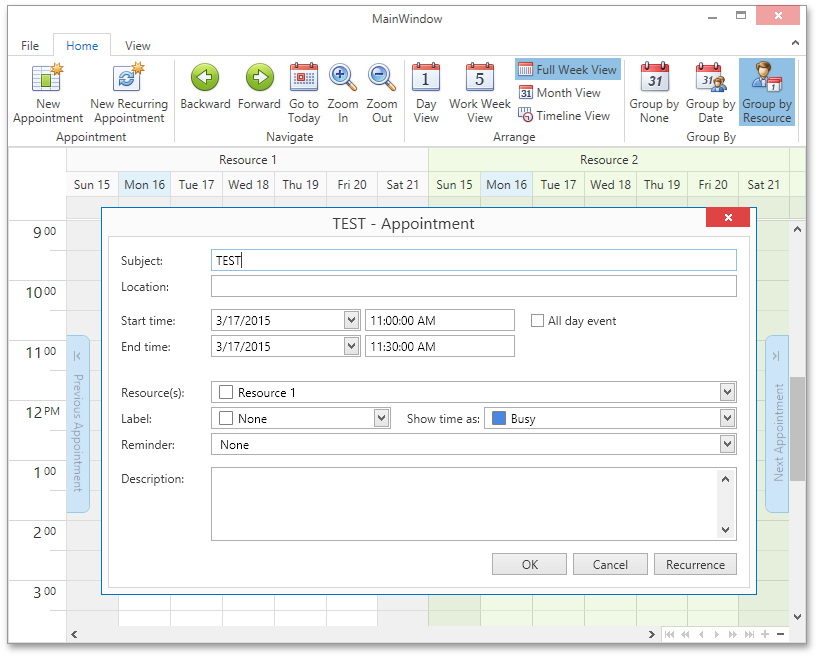 MainWindow
File Home View
New Appointment
New Recurring Appointment
Backward
Forward
Go to Today
Zoom In
Zoom Out
1
Day View
5
Work Week View
Full Week View
31 Month View
Timeline View
31
Group by None
31
Group by Date
1
Group by Resource
Appointment
Navigate
Arrange
Group By
Resource 1
Resource 2
Sun 15 Mon 16 Tue 17 Wed 18 Thu 19 Fri 20 Sat 21 Sun 15 Mon 16 Tue 17 Wed 18 Thu 19 Fri 20 Sat 21
9 00
10 00
11 00
12 PM
1 00
2 00
3 00
Previous Appointment
Next Appointment
TEST - Appointment
Subject: TEST
Location:
Start time: 3/17/2015 11:00:00 AM All day event
End time: 3/17/2015 11:30:00 AM
Resource(s): Resource 1
Label: None Show time as: Busy
Reminder: None
Description:
OK Cancel Recurrence